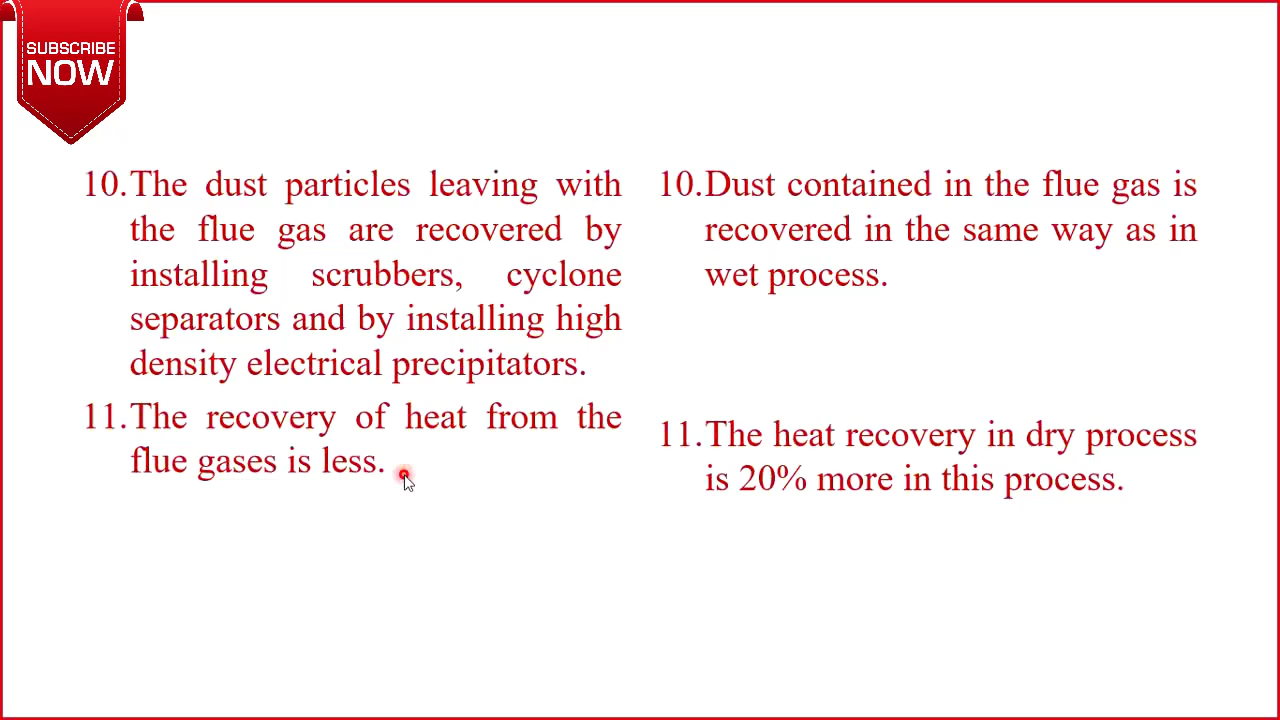 SUBSCRIBE
NOW
10.The dust particles leaving with
the flue gas are recovered by
installing scrubbers, cyclone
separators and by installing high
density electrical precipitators.
11.The recovery of heat from the
flue gases is less.
10.Dust contained in the flue gas is
recovered in the same way as in
wet process.
11.The heat recovery in dry process
is 20% more in this process.